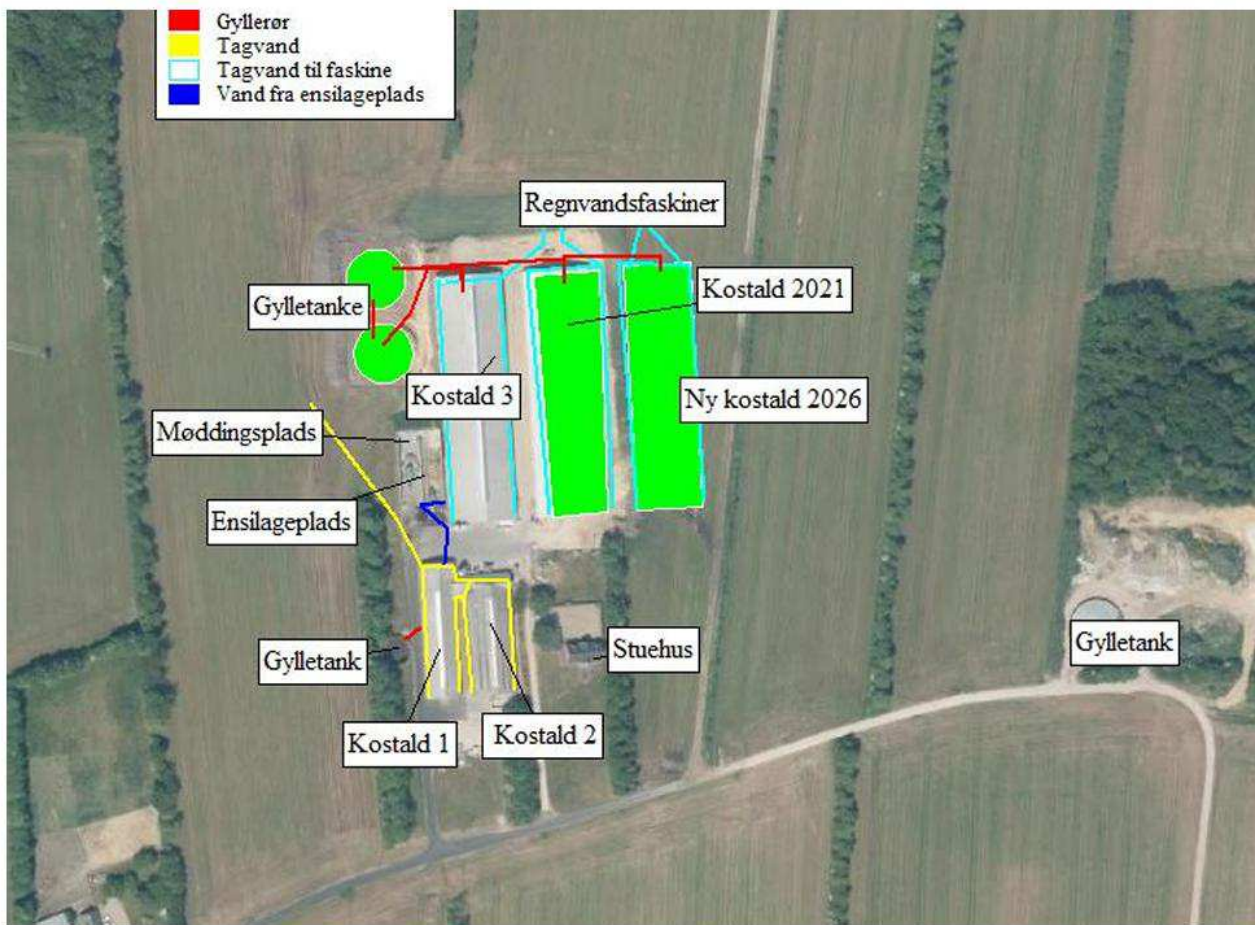 Gyllerør
Tagvand
Tagvand til faskine
Vand fra ensilageplads
Regnvandsfaskiner
Kostald 2021
Gylletanke
Kostald 3
Ny kostald 2026
Møddingsplads
Ensilageplads
Gylletank
Stuehus
Gylletank
Kostald 1
Kostald 2